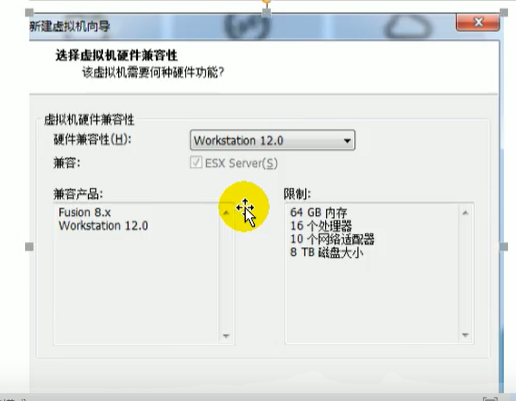 新建虚拟机向导
选择虚拟机硬件兼容性
该虚拟机需要何种硬件功能?
虚拟机硬件兼容性
硬件兼容性(H):
Workstation 12.0
兼容:
ESX Server(S)
兼容产品:
Fusion 8.x
Workstation 12.0
限制:
64 GB 内存
16 个处理器
10 个网络适配器
8 TB 磁盘大小